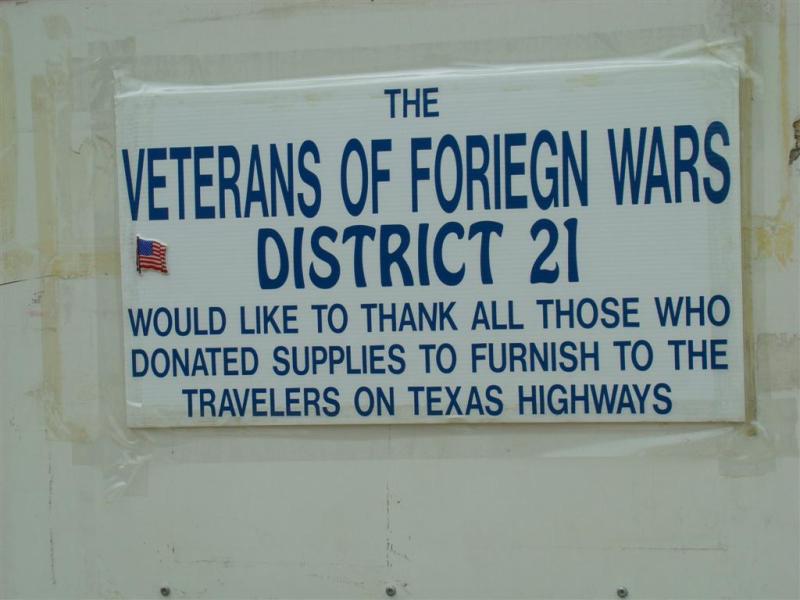 THE
VETERANS OF FORIEGN WARS
DISTRICT 21
WOULD LIKE TO THANK ALL THOSE WHO
DONATED SUPPLIES TO FURNISH TO THE
TRAVELERS ON TEXAS HIGHWAYS